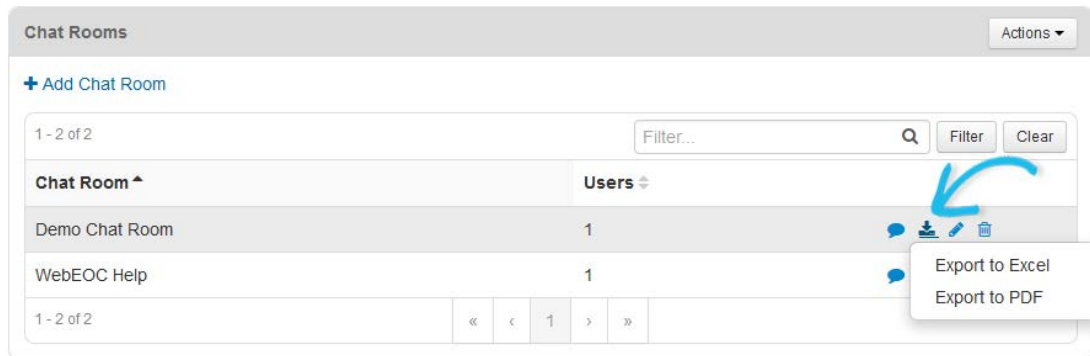 Chat Rooms Actions
Add Chat Room
1 - 2 of 2 Filter... Filter Clear
Chat Room Users
Demo Chat Room 1
WebEOC Help 1
Export to Excel
Export to PDF
1 - 2 of 2 « ‹ 1 › »